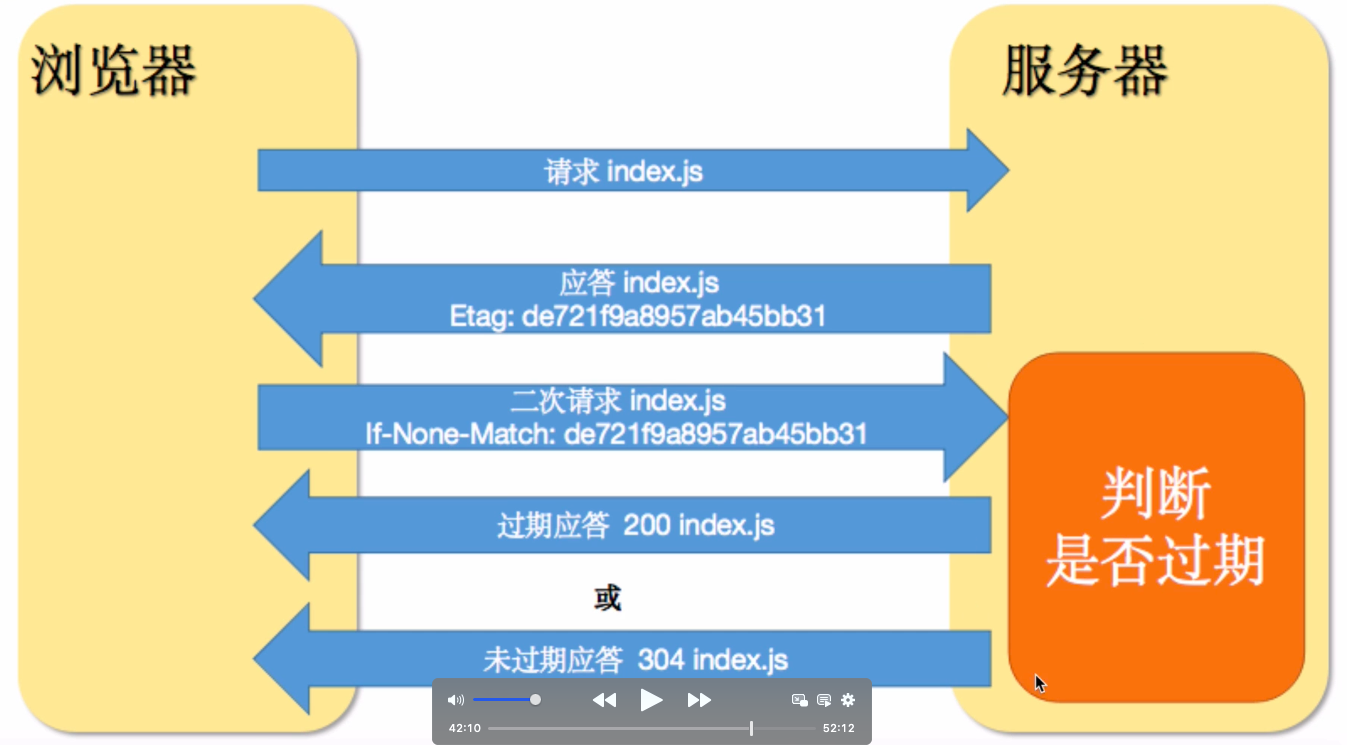 浏览器
服务器
请求 index.js
应答 index.js
Etag: de721f9a8957ab45bb31
二次请求 index.js
If-None-Match: de721f9a8957ab45bb31
判断
是否过期
过期应答 200 index.js
或
未过期应答 304 index.js
42:10
52:12